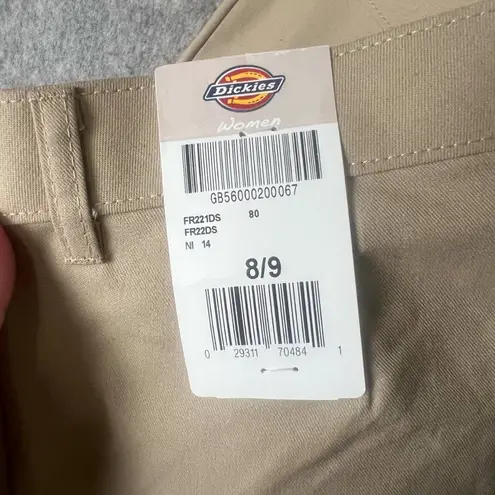 Dickies
Women
GB56000200067
FR221DS 80
FR22DS
NI 14
8/9
0 29311 70484 1